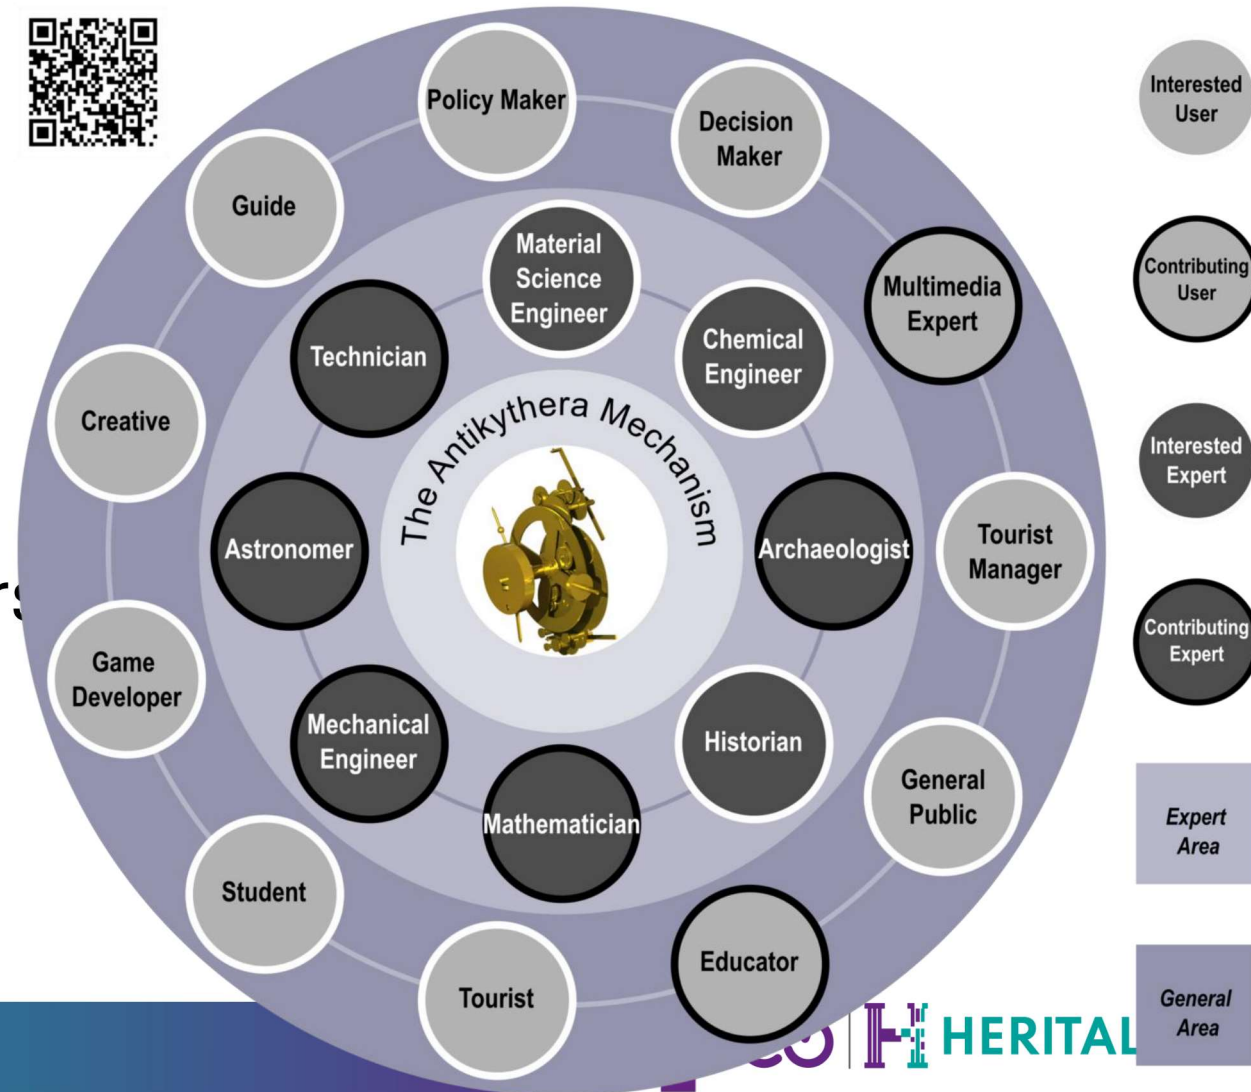 Policy Maker
Decision
Maker
Guide
Multimedia
Expert
Creative
Tourist
Manager
Game
Developer
General
Public
Student
Educator
Tourist
Material
Science
Engineer
Chemical
Engineer
Technician
Astronomer
Archaeologist
Mechanical
Engineer
Historian
Mathematician
The Antikythera Mechanism
Interested
User
Contributing
User
Interested
Expert
Contributing
Expert
Expert
Area
General
Area
HERITAL